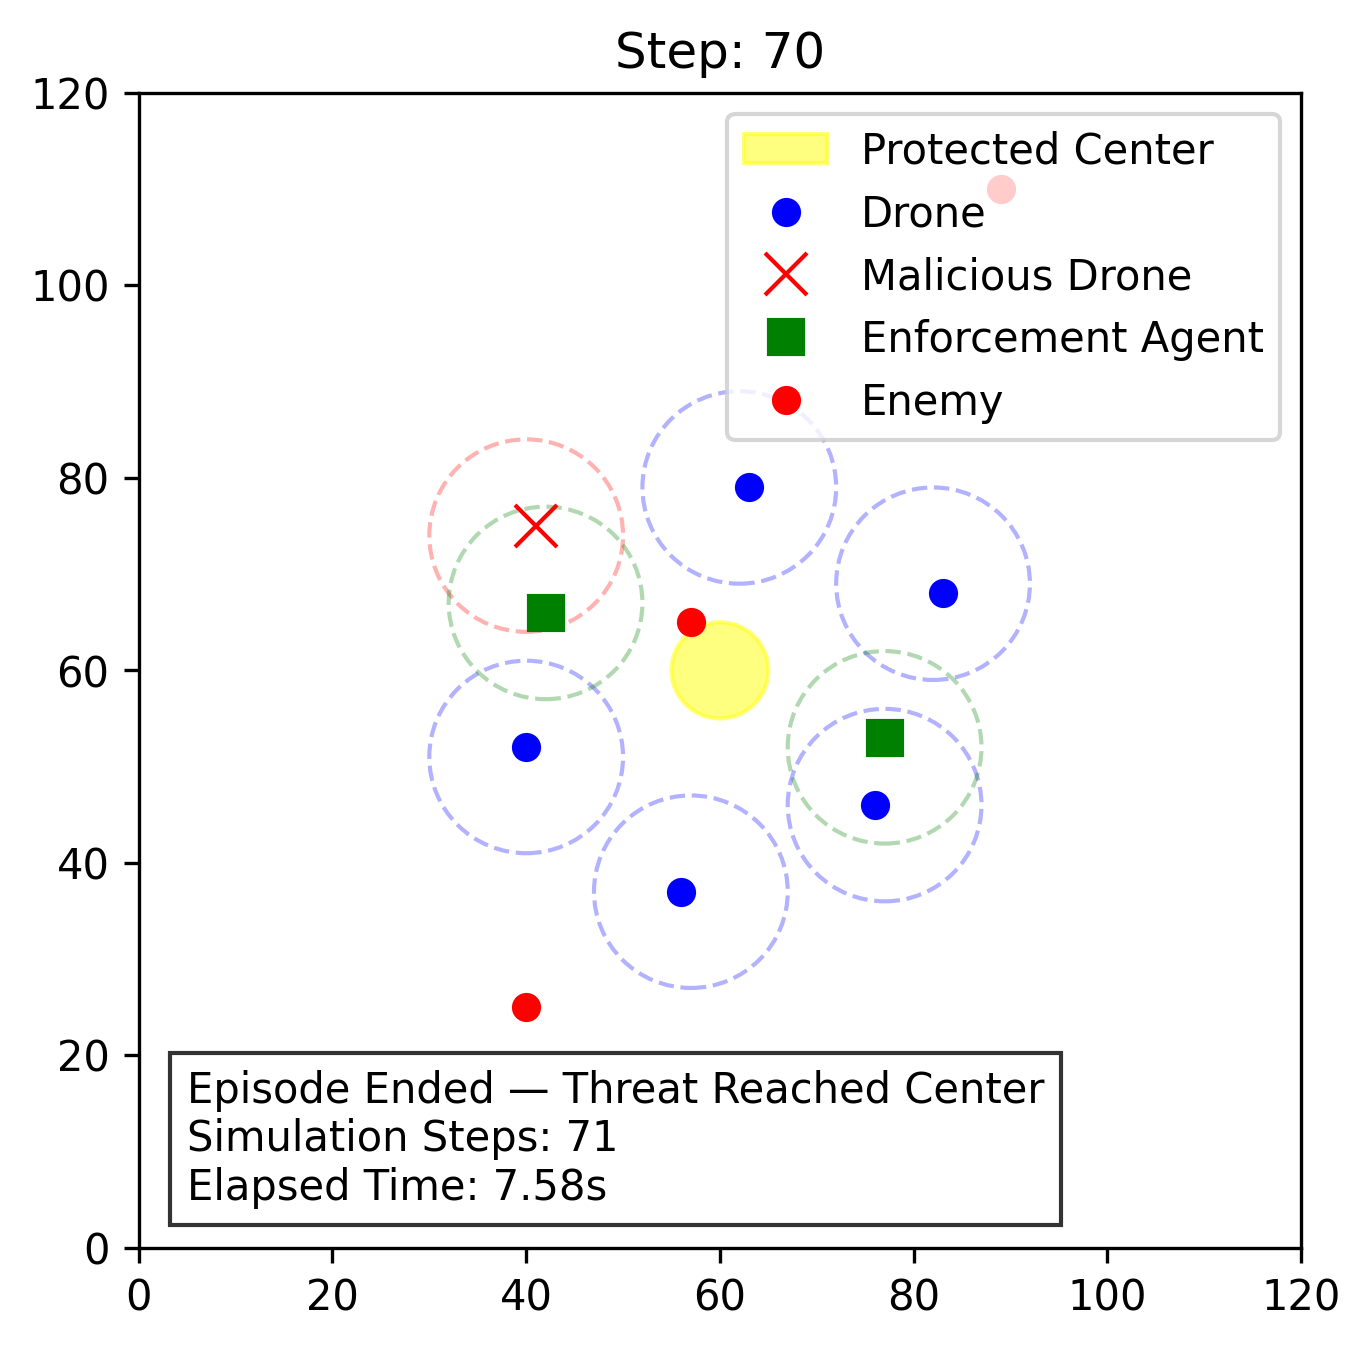 Step: 70
120
100
80
60
40
20
0
0 20 40 60 80 100 120
Protected Center
Drone
Malicious Drone
Enforcement Agent
Enemy
Episode Ended — Threat Reached Center
Simulation Steps: 71
Elapsed Time: 7.58s